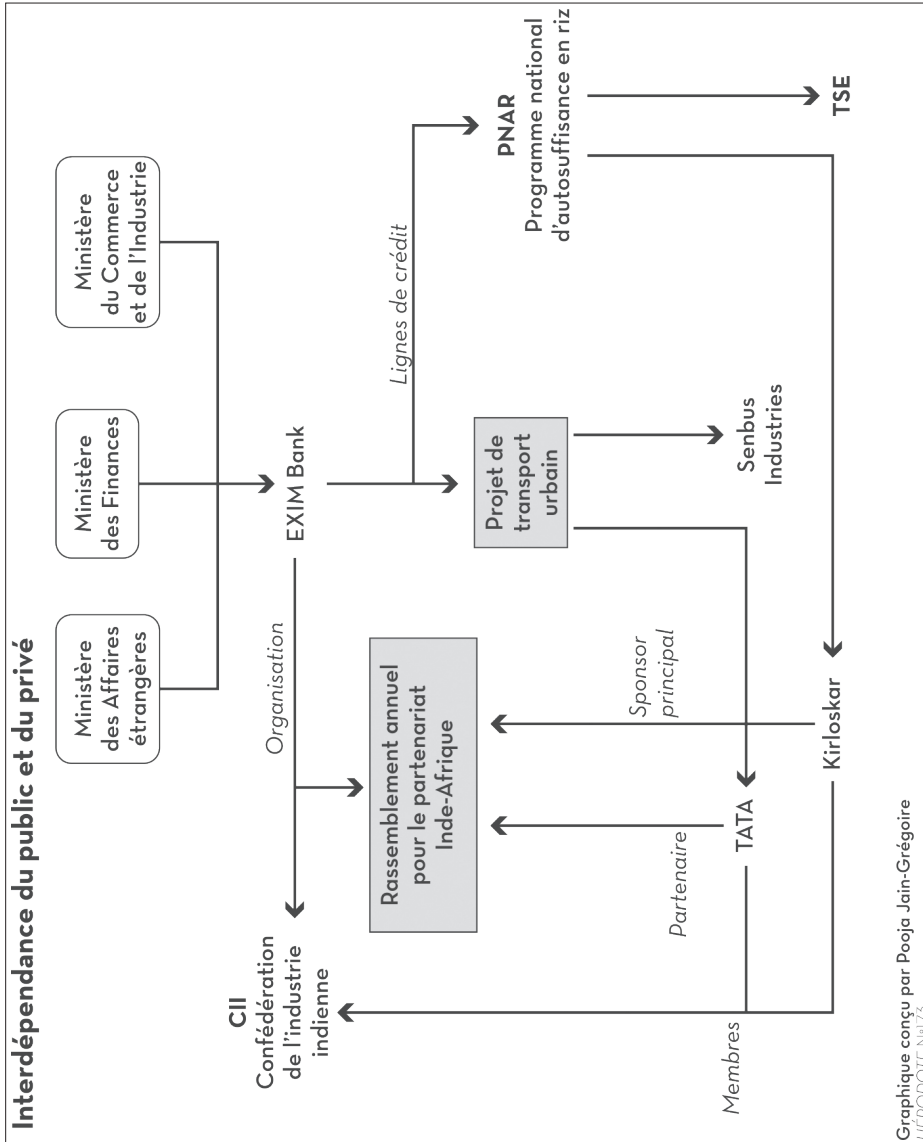 Interdépendance du public et du privé
Ministère
des Affaires
étrangères
Ministère
des Finances
Ministère
du Commerce
et de l'Industrie
EXIM Bank
Organisation
Lignes de crédit
CII
Confédération
de l'industrie
indienne
Rassemblement annuel
pour le partenariat
Inde-Afrique
Projet de
transport
urbain
PNAR
Programme national
d'autosuffisance en riz
Partenaire
Sponsor
principal
Senbus
Industries
TSE
Membres
TATA
Kirloskar
Graphique conçu par Pooja Jain-Grégoire
HÉRODOTE N°173